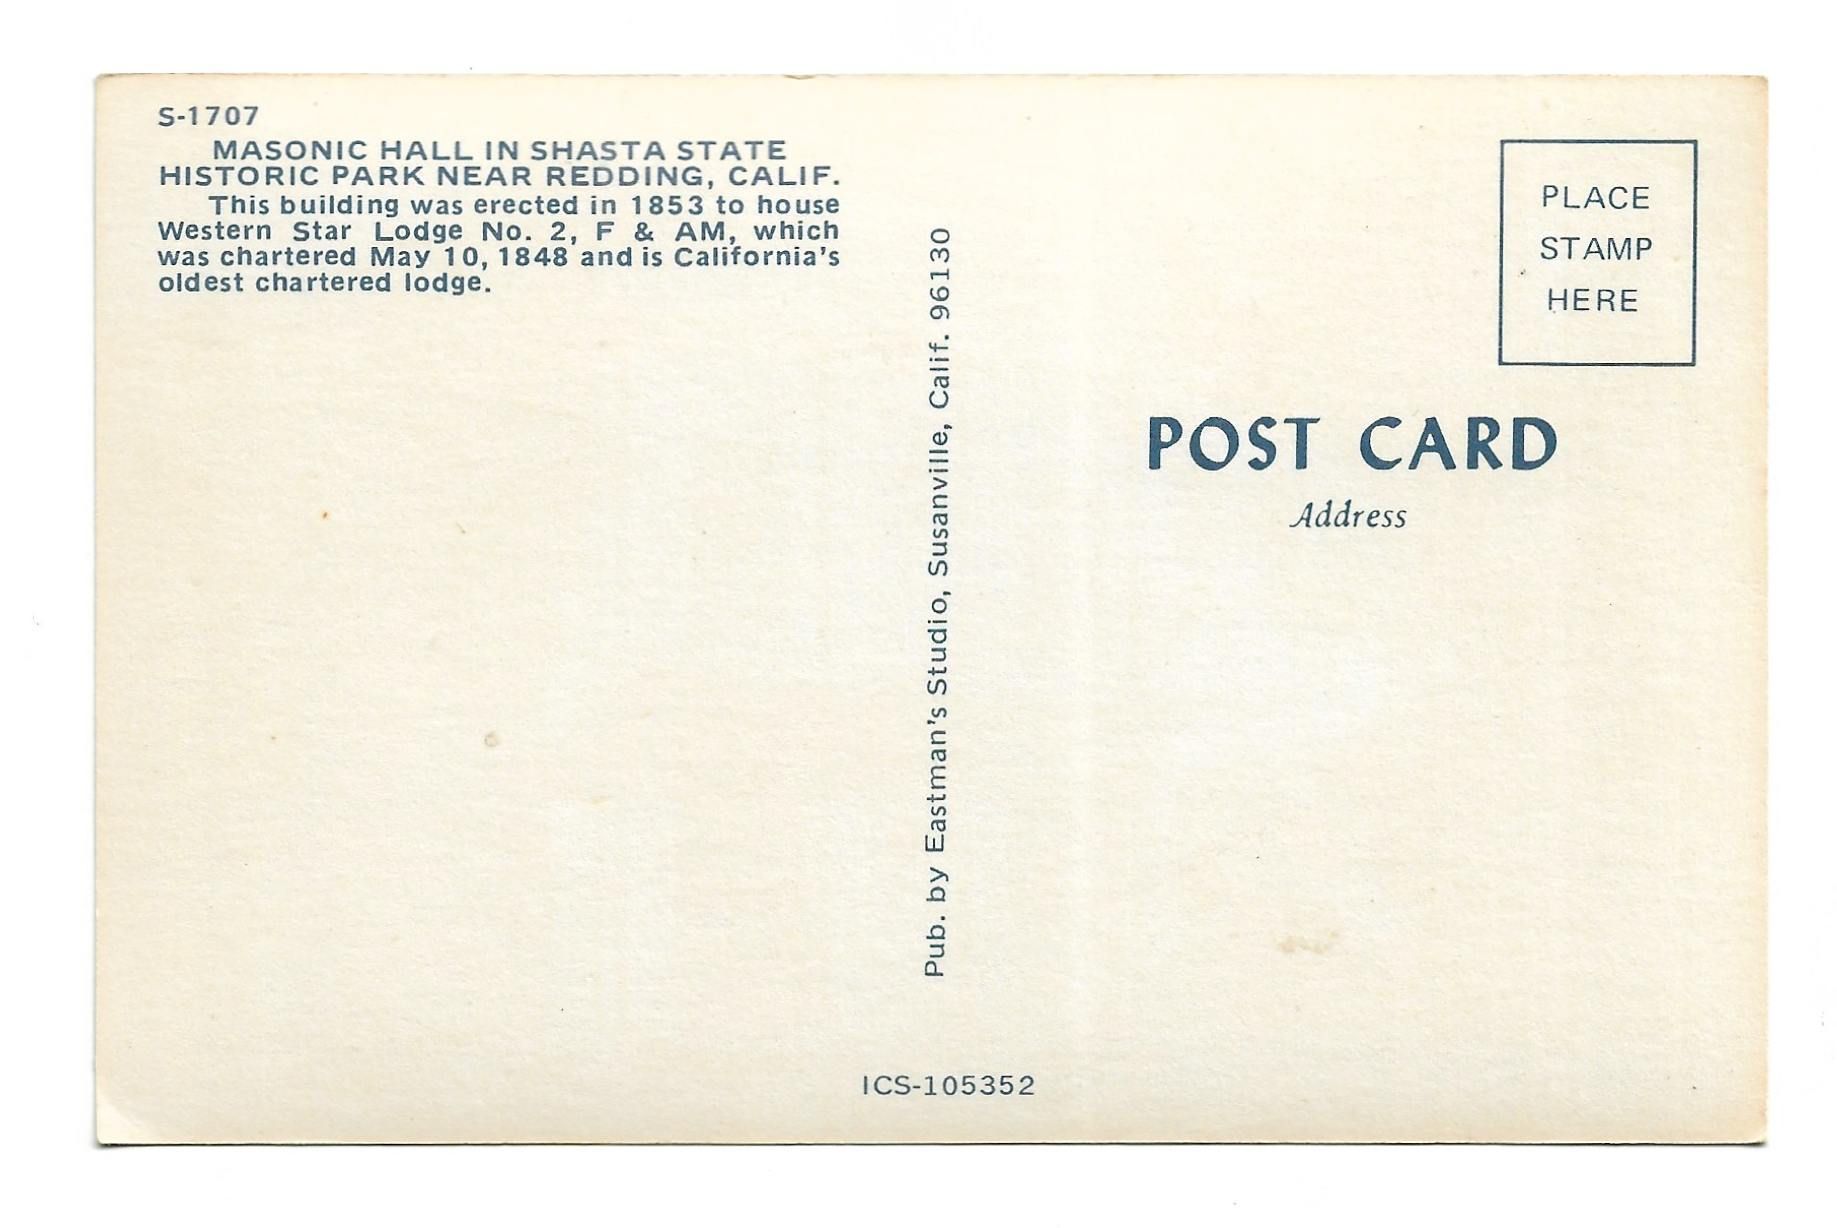 S-1707
MASONIC HALL IN SHASTA STATE
HISTORIC PARK NEAR REDDING, CALIF.
This building was erected in 1853 to house
Western Star Lodge No. 2, F & AM, which
was chartered May 10, 1848 and is California's
oldest chartered lodge.
Pub. by Eastman's Studio, Susanville, Calif. 96130
ICS-105352
PLACE
STAMP
HERE
POST CARD
Address